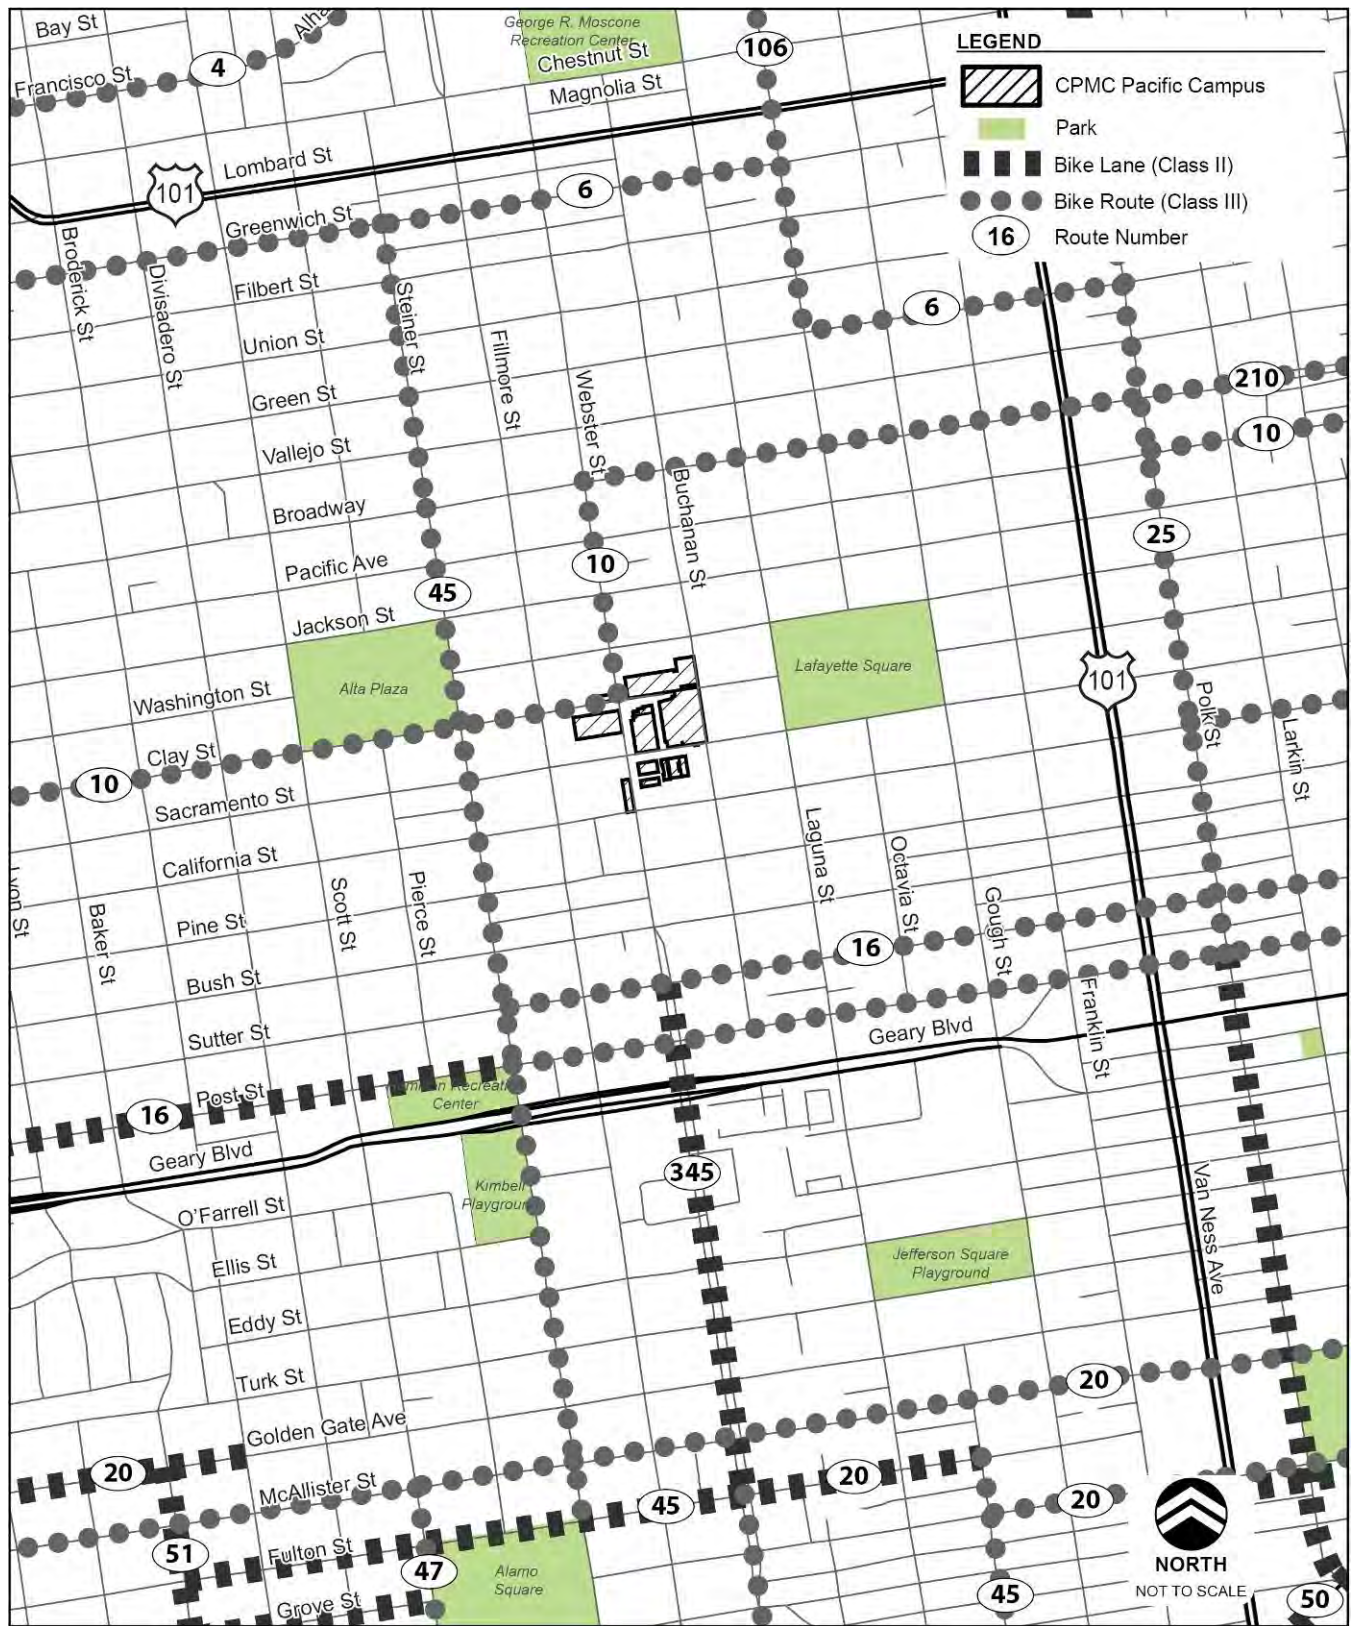 Bay St
Francisco St
4
George R. Moscone
Recreation Center
Chestnut St
Magnolia St
106
LEGEND
CPMC Pacific Campus
Park
Bike Lane (Class II)
Bike Route (Class III)
16
Route Number
Lombard St
101
6
Greenwich St
Broderick St
Divisadero St
Filbert St
Steiner St
6
Union St
Fillmore St
Webster St
210
Green St
10
Vallejo St
Buchanan St
Broadway
25
Pacific Ave
10
45
Jackson St
Alta Plaza
Lafayette Square
101
Washington St
Polk St
Larkin St
Clay St
10
Sacramento St
California St
Laguna St
Octavia St
Scott St
Pierce St
Gough St
Baker St
Pine St
16
Bush St
Franklin St
Sutter St
Geary Blvd
Post St
Center
16
Geary Blvd
345
Van Ness Ave
Kimbell
O'Farrell St
Ellis St
Jefferson Square
Playground
Eddy St
Turk St
20
Golden Gate Ave
20
20
McAllister St
45
20
51
Fulton St
47
Alamo
Square
Grove St
45
NORTH
NOT TO SCALE
50